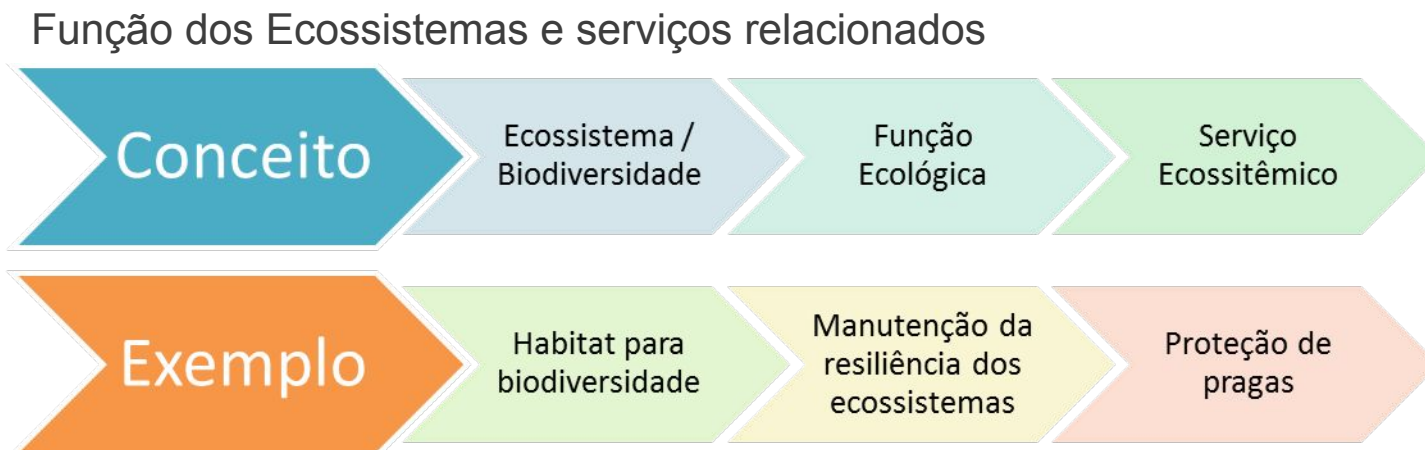 Função dos Ecossistemas e serviços relacionados
Conceito
Ecossistema /
Biodiversidade
Função
Ecológica
Serviço
Ecossitêmico
Exemplo
Habitat para
biodiversidade
Manutenção da
resiliência dos
ecossistemas
Proteção de
pragas